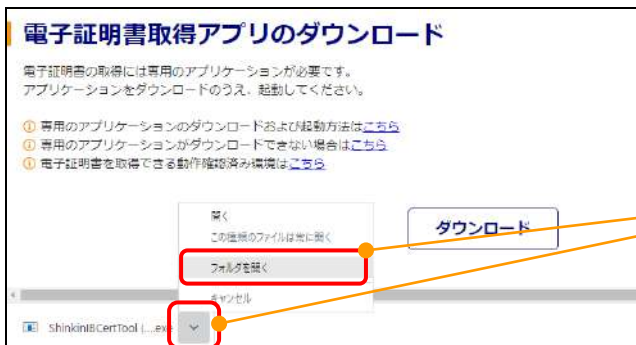 電子証明書取得アプリのダウンロード
電子証明書の取得には専用のアプリケーションが必要です。
アプリケーションをダウンロードのうえ、起動してください。
専用のアプリケーションのダウンロードおよび起動方法はこちら
専用のアプリケーションがダウンロードできない場合はこちら
電子証明書を取得できる動作確認済み環境はこちら
開く
この種類のファイルは常に開く
フォルダを開く
キャンセル
ダウンロード
ShinkinIBCertTool (....exe